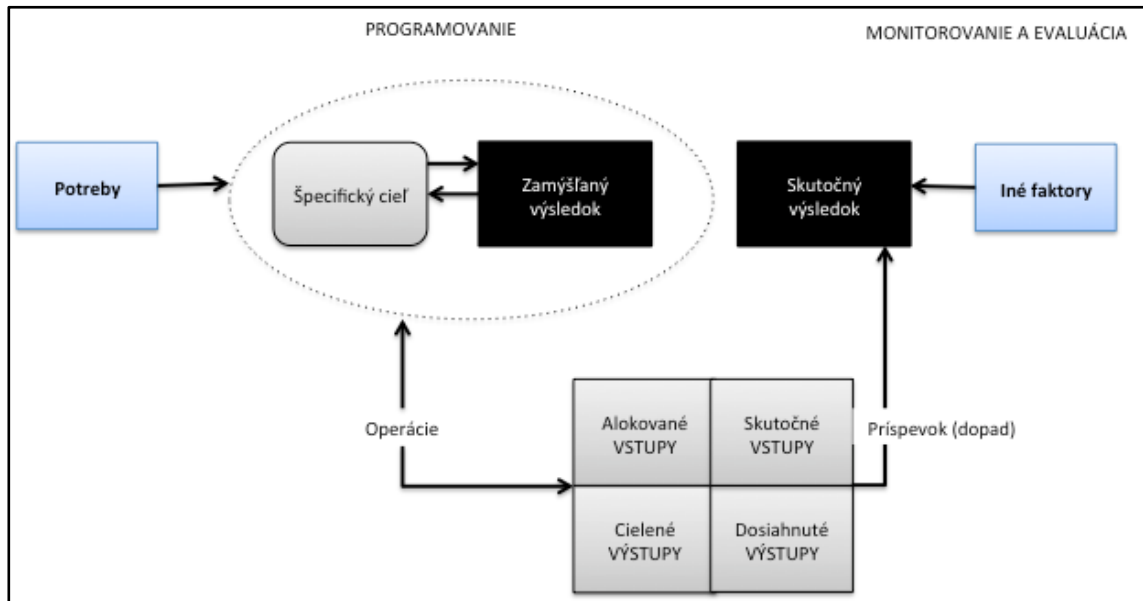 PROGRAMOVANIE
MONITOROVANIE A EVALUÁCIA
Potreby
Špecifický cieľ
Zamýšľaný
výsledok
Skutočný
výsledok
Iné faktory
Operácie
Alokované
VSTUPY
Skutočné
VSTUPY
Príspevok (dopad)
Cielené
VÝSTUPY
Dosiahnuté
VÝSTUPY